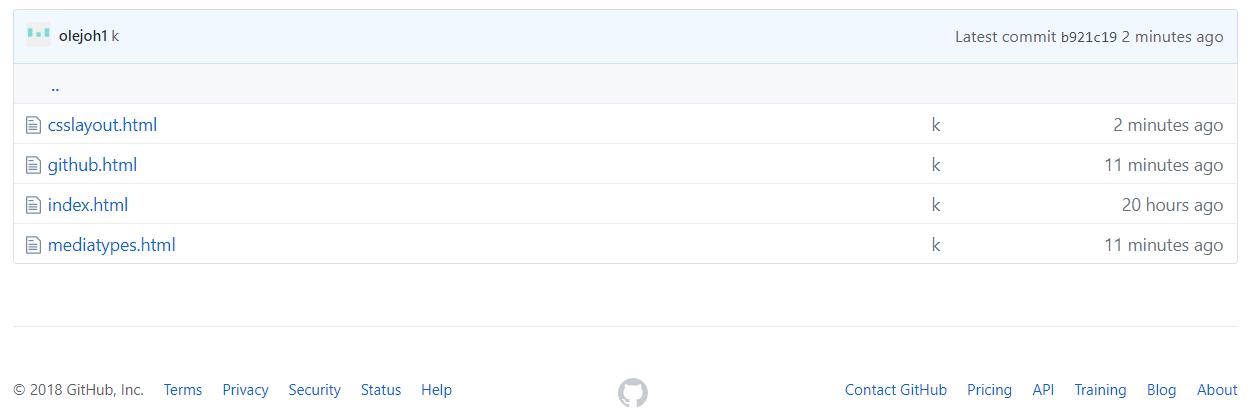 olejoh1 k Latest commit b921c19 2 minutes ago
..
csslayout.html k 2 minutes ago
github.html k 11 minutes ago
index.html k 20 hours ago
mediatypes.html k 11 minutes ago
© 2018 GitHub, Inc. Terms Privacy Security Status Help Contact GitHub Pricing API Training Blog About